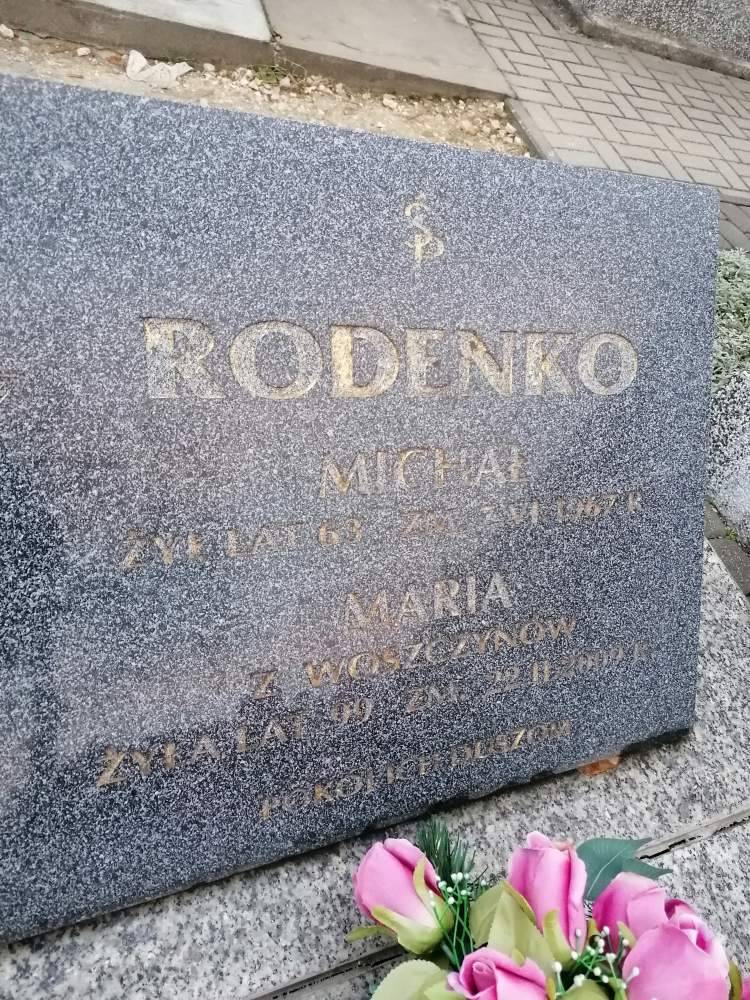 ŚP
RODENKO
MICHAŁ
ŻYŁ LAT 63 ZM. 7.VI.1967 R.
MARIA
Z WOSZCZYNÓW
ŻYŁA LAT 99 ZM. 22.II.2009 R.
POKÓJ ICH DUSZOM